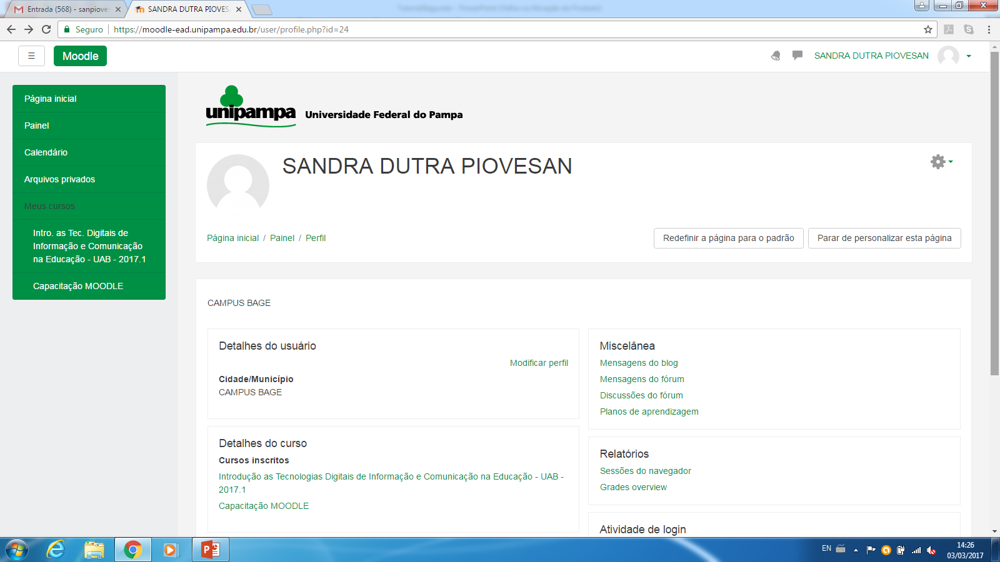 Entrada (568) - sanpioves
SANDRA DUTRA PIOVESA
Seguro
https://moodle-ead.unipampa.edu.br/user/profile.php?id=24
☰
Moodle
SANDRA DUTRA PIOVESAN
Página inicial
Painel
Calendário
Arquivos privados
Meus cursos
Intro. as Tec. Digitais de
Informação e Comunicação
na Educação - UAB - 2017.1
Capacitação MOODLE
unipampa
Universidade Federal do Pampa
SANDRA DUTRA PIOVESAN
Página inicial / Painel / Perfil
Redefinir a página para o padrão
Parar de personalizar esta página
CAMPUS BAGE
Detalhes do usuário
Modificar perfil
Cidade/Município
CAMPUS BAGE
Detalhes do curso
Cursos inscritos
Introdução as Tecnologias Digitais de Informação e Comunicação na Educação - UAB -
2017.1
Capacitação MOODLE
Miscelânea
Mensagens do blog
Mensagens do fórum
Discussões do fórum
Planos de aprendizagem
Relatórios
Sessões do navegador
Grades overview
Atividade de login
EN
14:26
03/03/2017